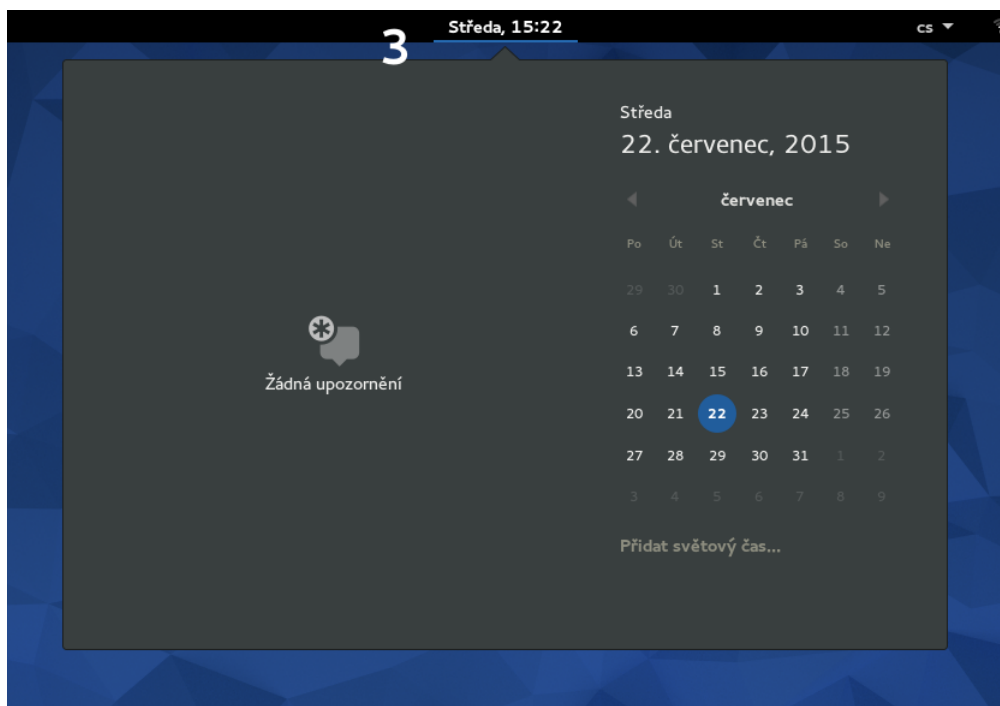 3
Středa, 15:22
cs
Středa
22. červenec, 2015
červenec
Po Út St Čt Pá So Ne
29 30 1 2 3 4 5
6 7 8 9 10 11 12
13 14 15 16 17 18 19
20 21 22 23 24 25 26
27 28 29 30 31 1 2
3 4 5 6 7 8 9
Přidat světový čas...
Žádná upozornění